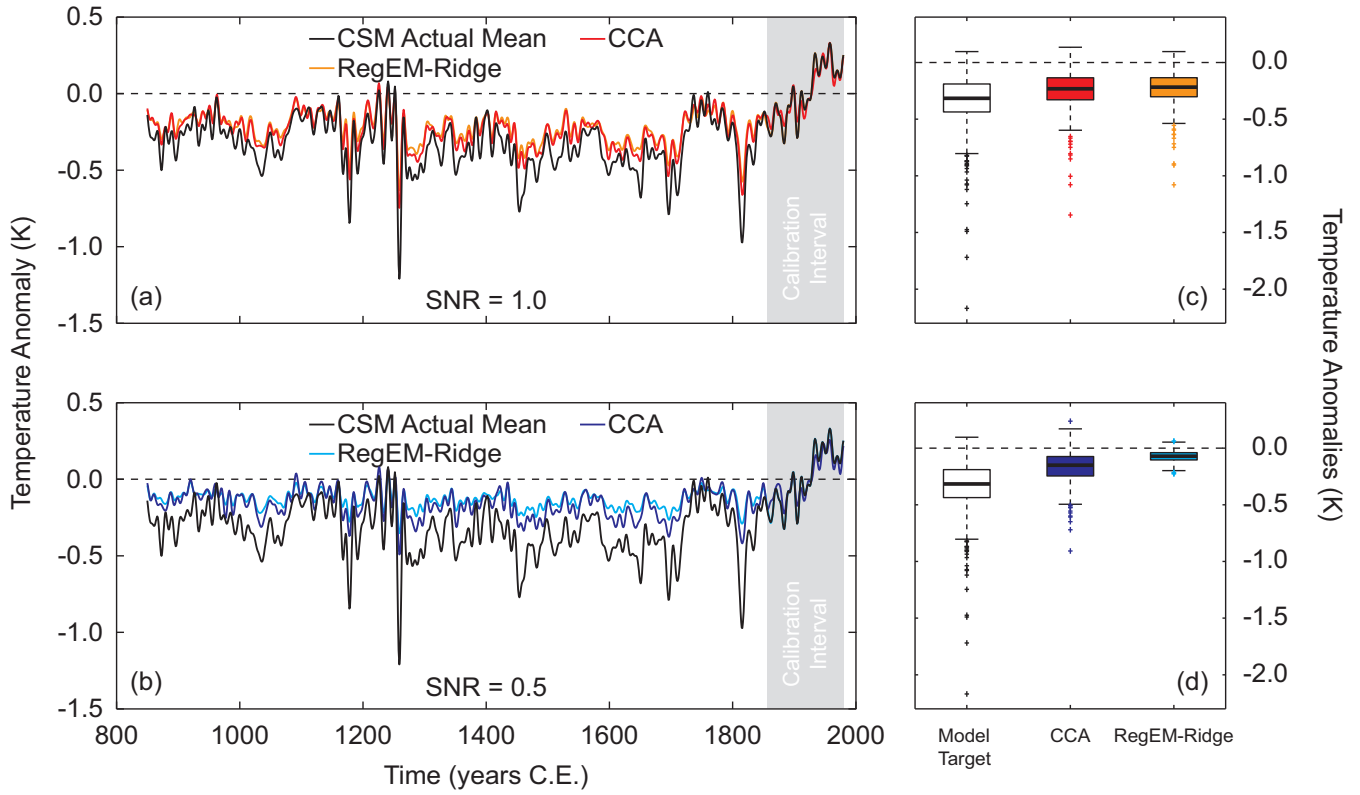 0.5
0.0
-0.5
-1.0
-1.5
CSM Actual Mean
CCA
RegEM-Ridge
Calibration
Interval
(a)
SNR = 1.0
0.0
-0.5
-1.0
-1.5
-2.0
(c)
Temperature Anomaly (K)
Temperature Anomalies (K)
0.5
0.0
-0.5
-1.0
-1.5
CSM Actual Mean
CCA
RegEM-Ridge
Calibration
Interval
(b)
SNR = 0.5
0.0
-0.5
-1.0
-1.5
-2.0
(d)
800
1000
1200
1400
1600
1800
2000
Time (years C.E.)
Model
Target
CCA
RegEM-Ridge